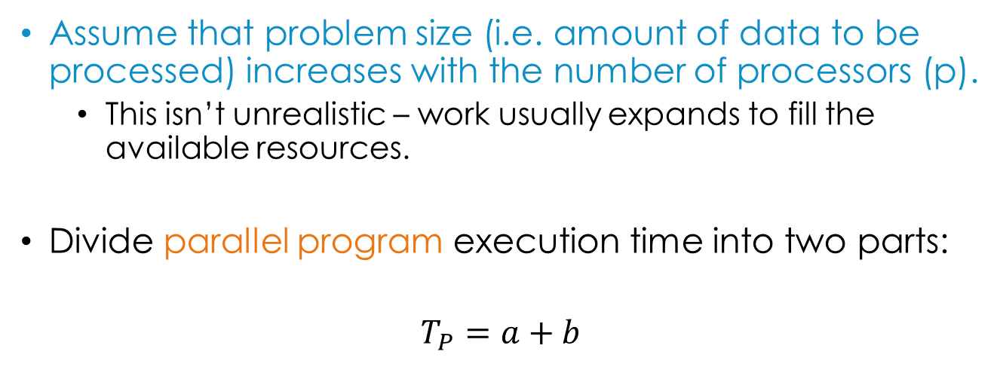 • Assume that problem size (i.e. amount of data to be
processed) increases with the number of processors (p).
• This isn’t unrealistic – work usually expands to fill the
available resources.
• Divide parallel program execution time into two parts:
T_P = a + b